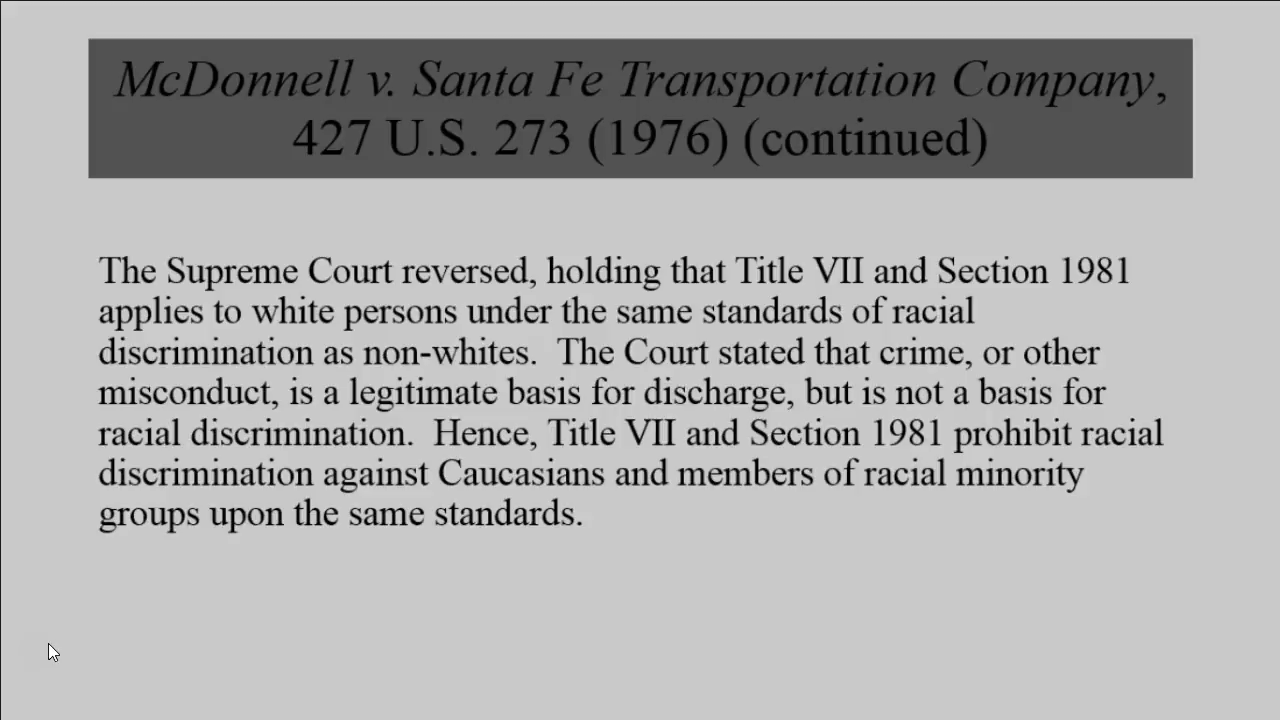 McDonnell v. Santa Fe Transportation Company,
427 U.S. 273 (1976) (continued)
The Supreme Court reversed, holding that Title VII and Section 1981
applies to white persons under the same standards of racial
discrimination as non-whites.  The Court stated that crime, or other
misconduct, is a legitimate basis for discharge, but is not a basis for
racial discrimination.  Hence, Title VII and Section 1981 prohibit racial
discrimination against Caucasians and members of racial minority
groups upon the same standards.